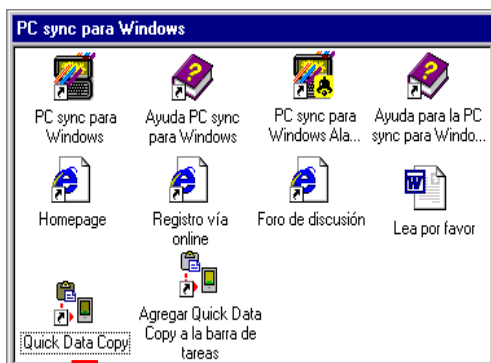 PC sync para Windows
PC sync para
Windows
Ayuda PC sync
para Windows
PC sync para
Windows Ala...
Ayuda para la PC
sync para Windo...
Homepage
Registro vía
online
Foro de discusión
Lea por favor
Quick Data Copy
Agregar Quick Data
Copy a la barra de
tareas